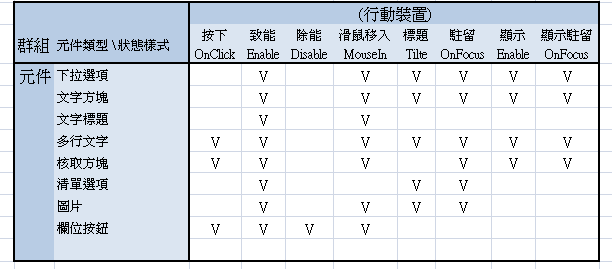 (行動裝置)
群組 元件類型\狀態樣式 按下 致能 除能 滑鼠移入 標題 駐留 顯示 顯示駐留
OnClick Enable Disable MouseIn Tilte OnFocus Enable OnFocus
元件 下拉選項 V V V V V V
文字方塊 V V V V V V
文字標題 V V
多行文字 V V V V V V V
核取方塊 V V V V V V
清單選項 V V V
圖片 V V V V
欄位按鈕 V V V V